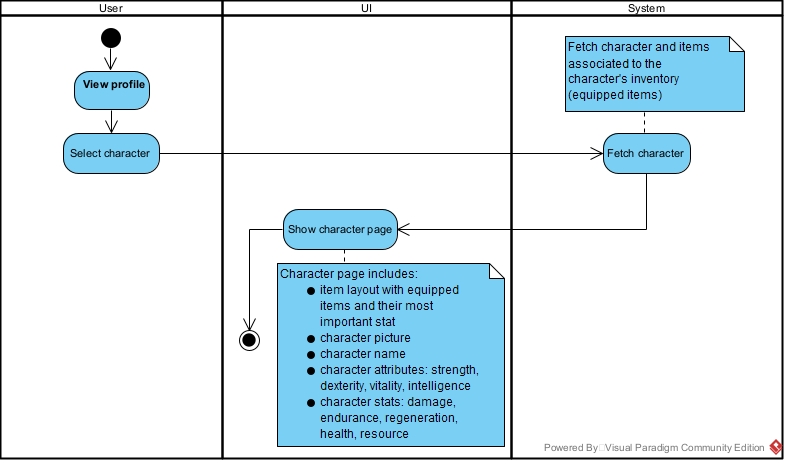 User
UI
System
View profile
Select character
Fetch character and items
associated to the
character's inventory
(equipped items)
Fetch character
Show character page
Character page includes:
● item layout with equipped
items and their most
important stat
● character picture
● character name
● character attributes: strength,
dexterity, vitality, intelligence
● character stats: damage,
endurance, regeneration,
health, resource
Powered By Visual Paradigm Community Edition